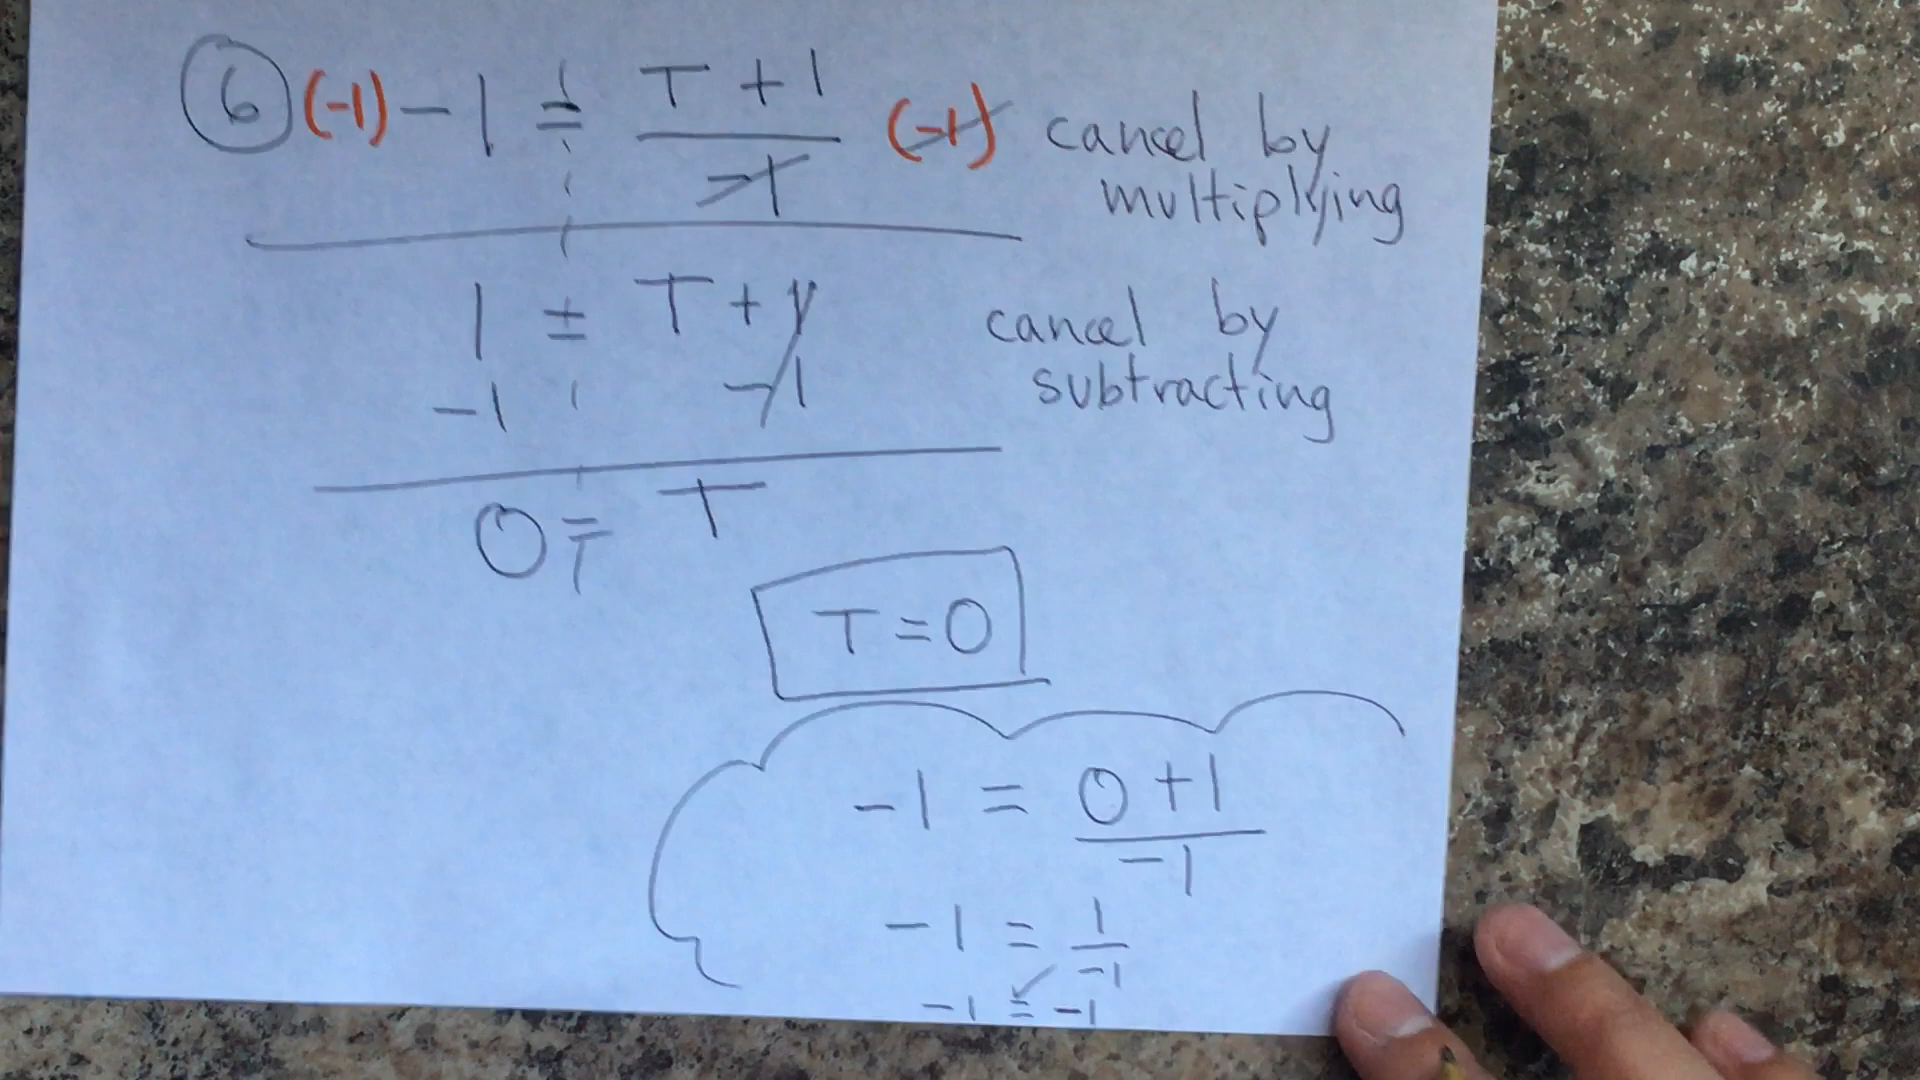 6 (-1) -1 = T + 1 (-1) cancel by
-1 multiplying
1 = T + 1 cancel by
-1 -1 subtracting
0 = T
T = 0
-1 = 0 + 1
-1
-1 = 1
-1
-1 = -1